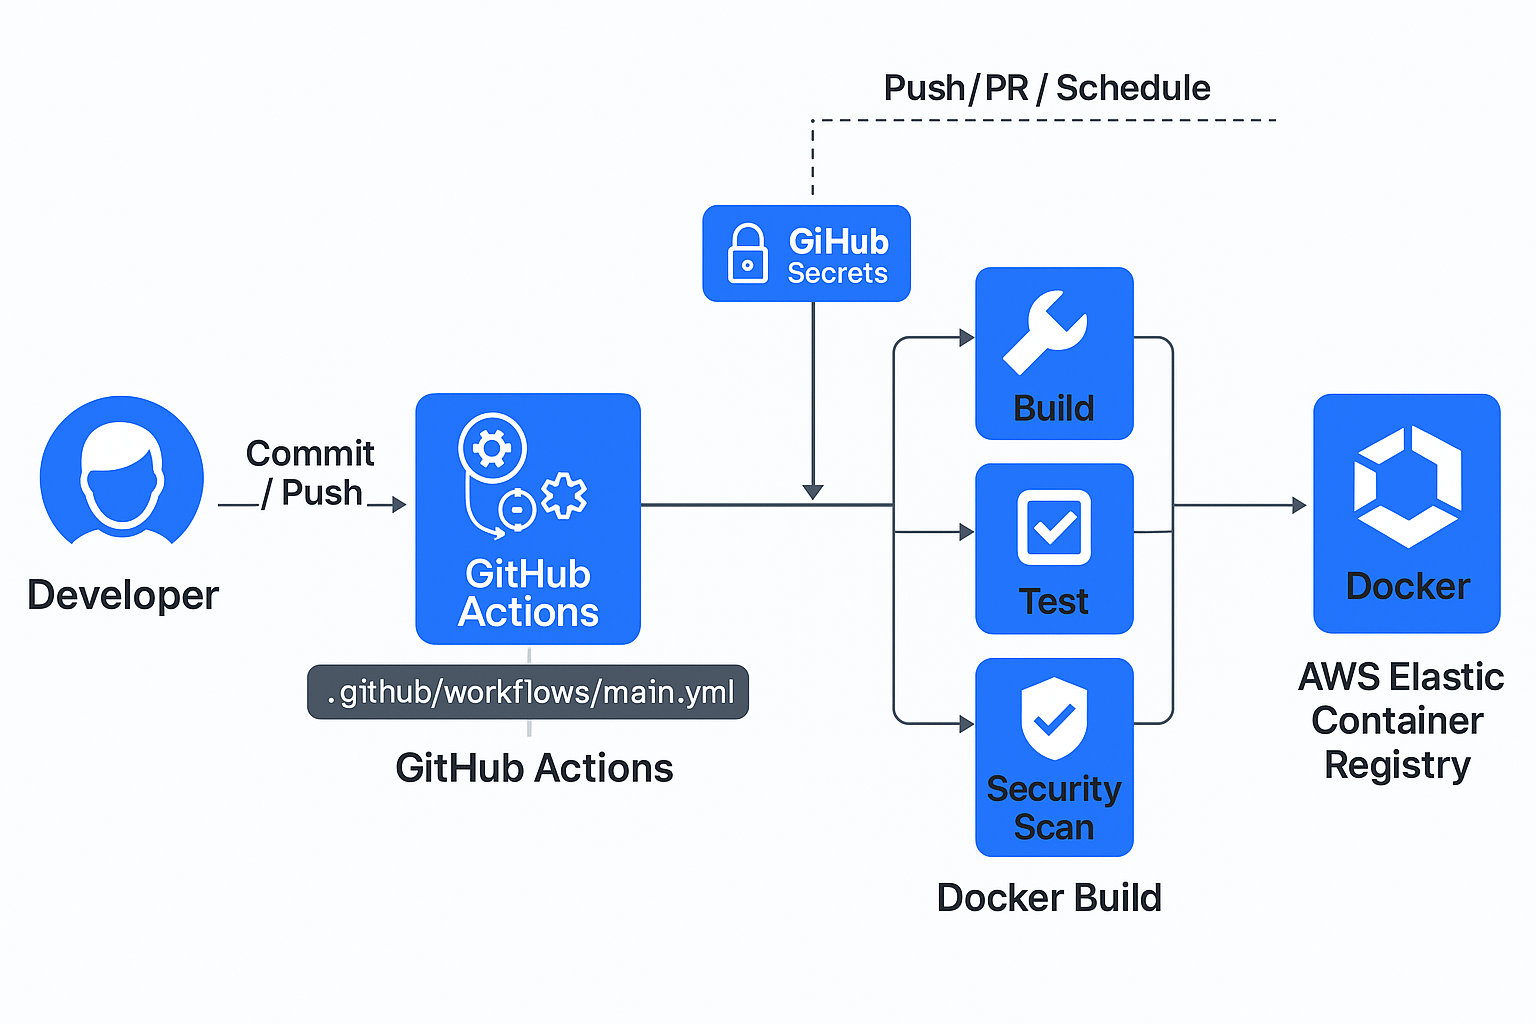 Push/PR / Schedule
GiHub
Secrets
Build
Commit
/ Push
Developer
GitHub
Actions
.github/workflows/main.yml
GitHub Actions
Test
Security
Scan
Docker Build
Docker
AWS Elastic
Container
Registry